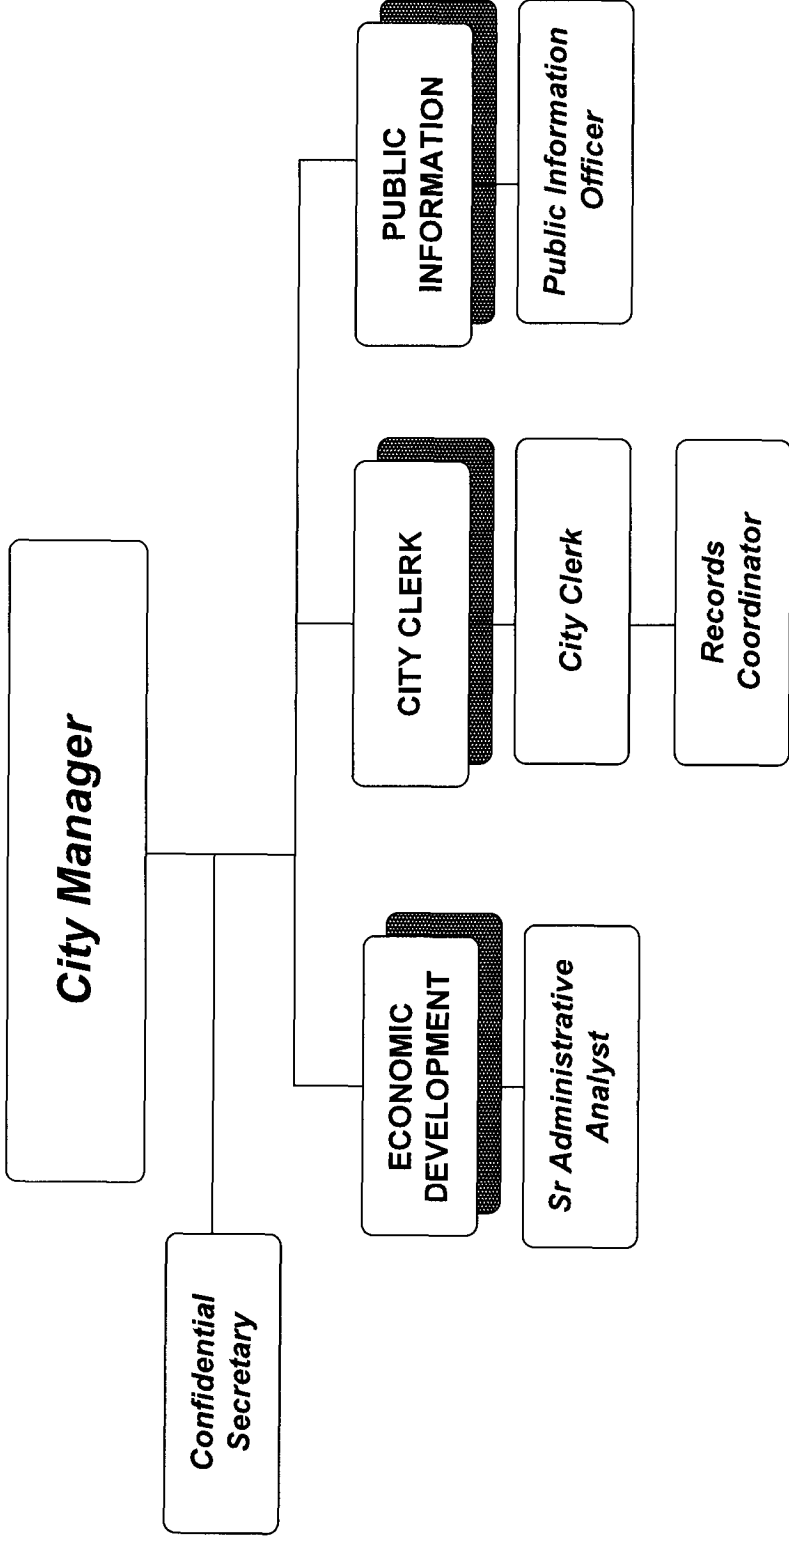 City Manager
Confidential
Secretary
ECONOMIC
DEVELOPMENT
CITY CLERK
PUBLIC
INFORMATION
Sr Administrative
Analyst
City Clerk
Public Information
Officer
Records
Coordinator